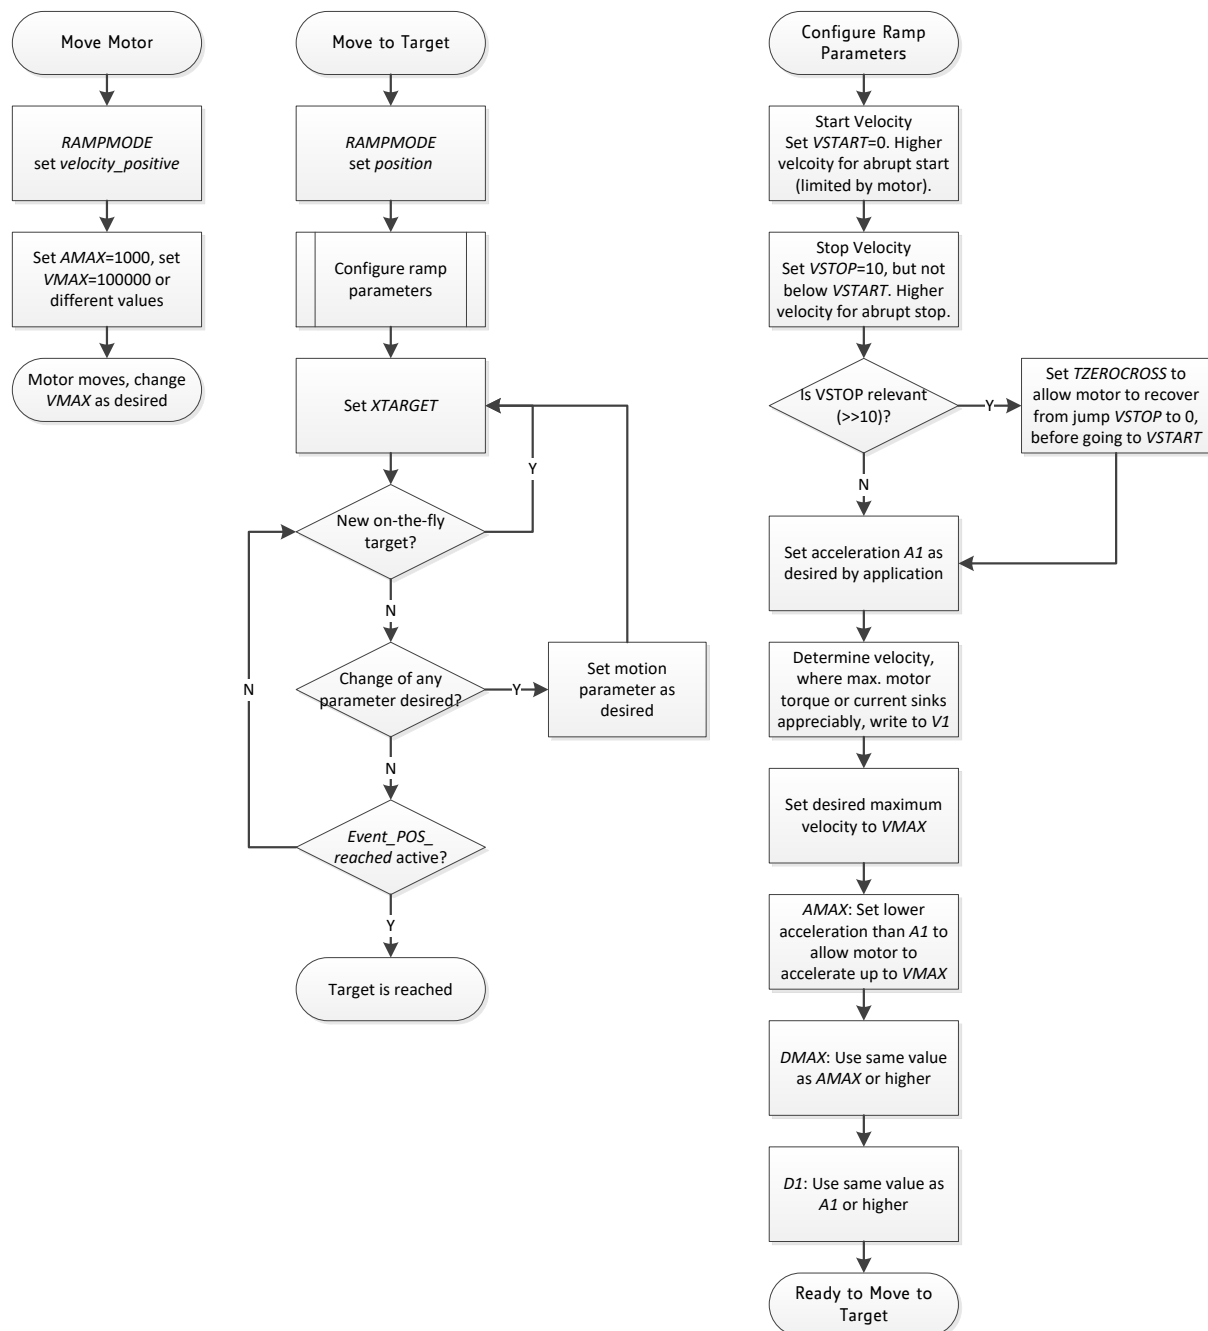 Move Motor
RAMPMODE
set velocity_positive
Set AMAX=1000, set
VMAX=100000 or
different values
Motor moves, change
VMAX as desired
Move to Target
RAMPMODE
set position
Configure ramp
parameters
Set XTARGET
Y
New on-the-fly
target?
N
N
Change of any
parameter desired?
Y
Set motion
parameter as
desired
N
Event_POS_
reached active?
Y
Target is reached
Configure Ramp
Parameters
Start Velocity
Set VSTART=0. Higher
velcoity for abrupt start
(limited by motor).
Stop Velocity
Set VSTOP=10, but not
below VSTART. Higher
velocity for abrupt stop.
Is VSTOP relevant
(>>10)?
Y
Set TZEROCROSS to
allow motor to recover
from jump VSTOP to 0,
before going to VSTART
N
Set acceleration A1 as
desired by application
Determine velocity,
where max. motor
torque or current sinks
appreciably, write to V1
Set desired maximum
velocity to VMAX
AMAX: Set lower
acceleration than A1 to
allow motor to
accelerate up to VMAX
DMAX: Use same value
as AMAX or higher
D1: Use same value as
A1 or higher
Ready to Move to
Target